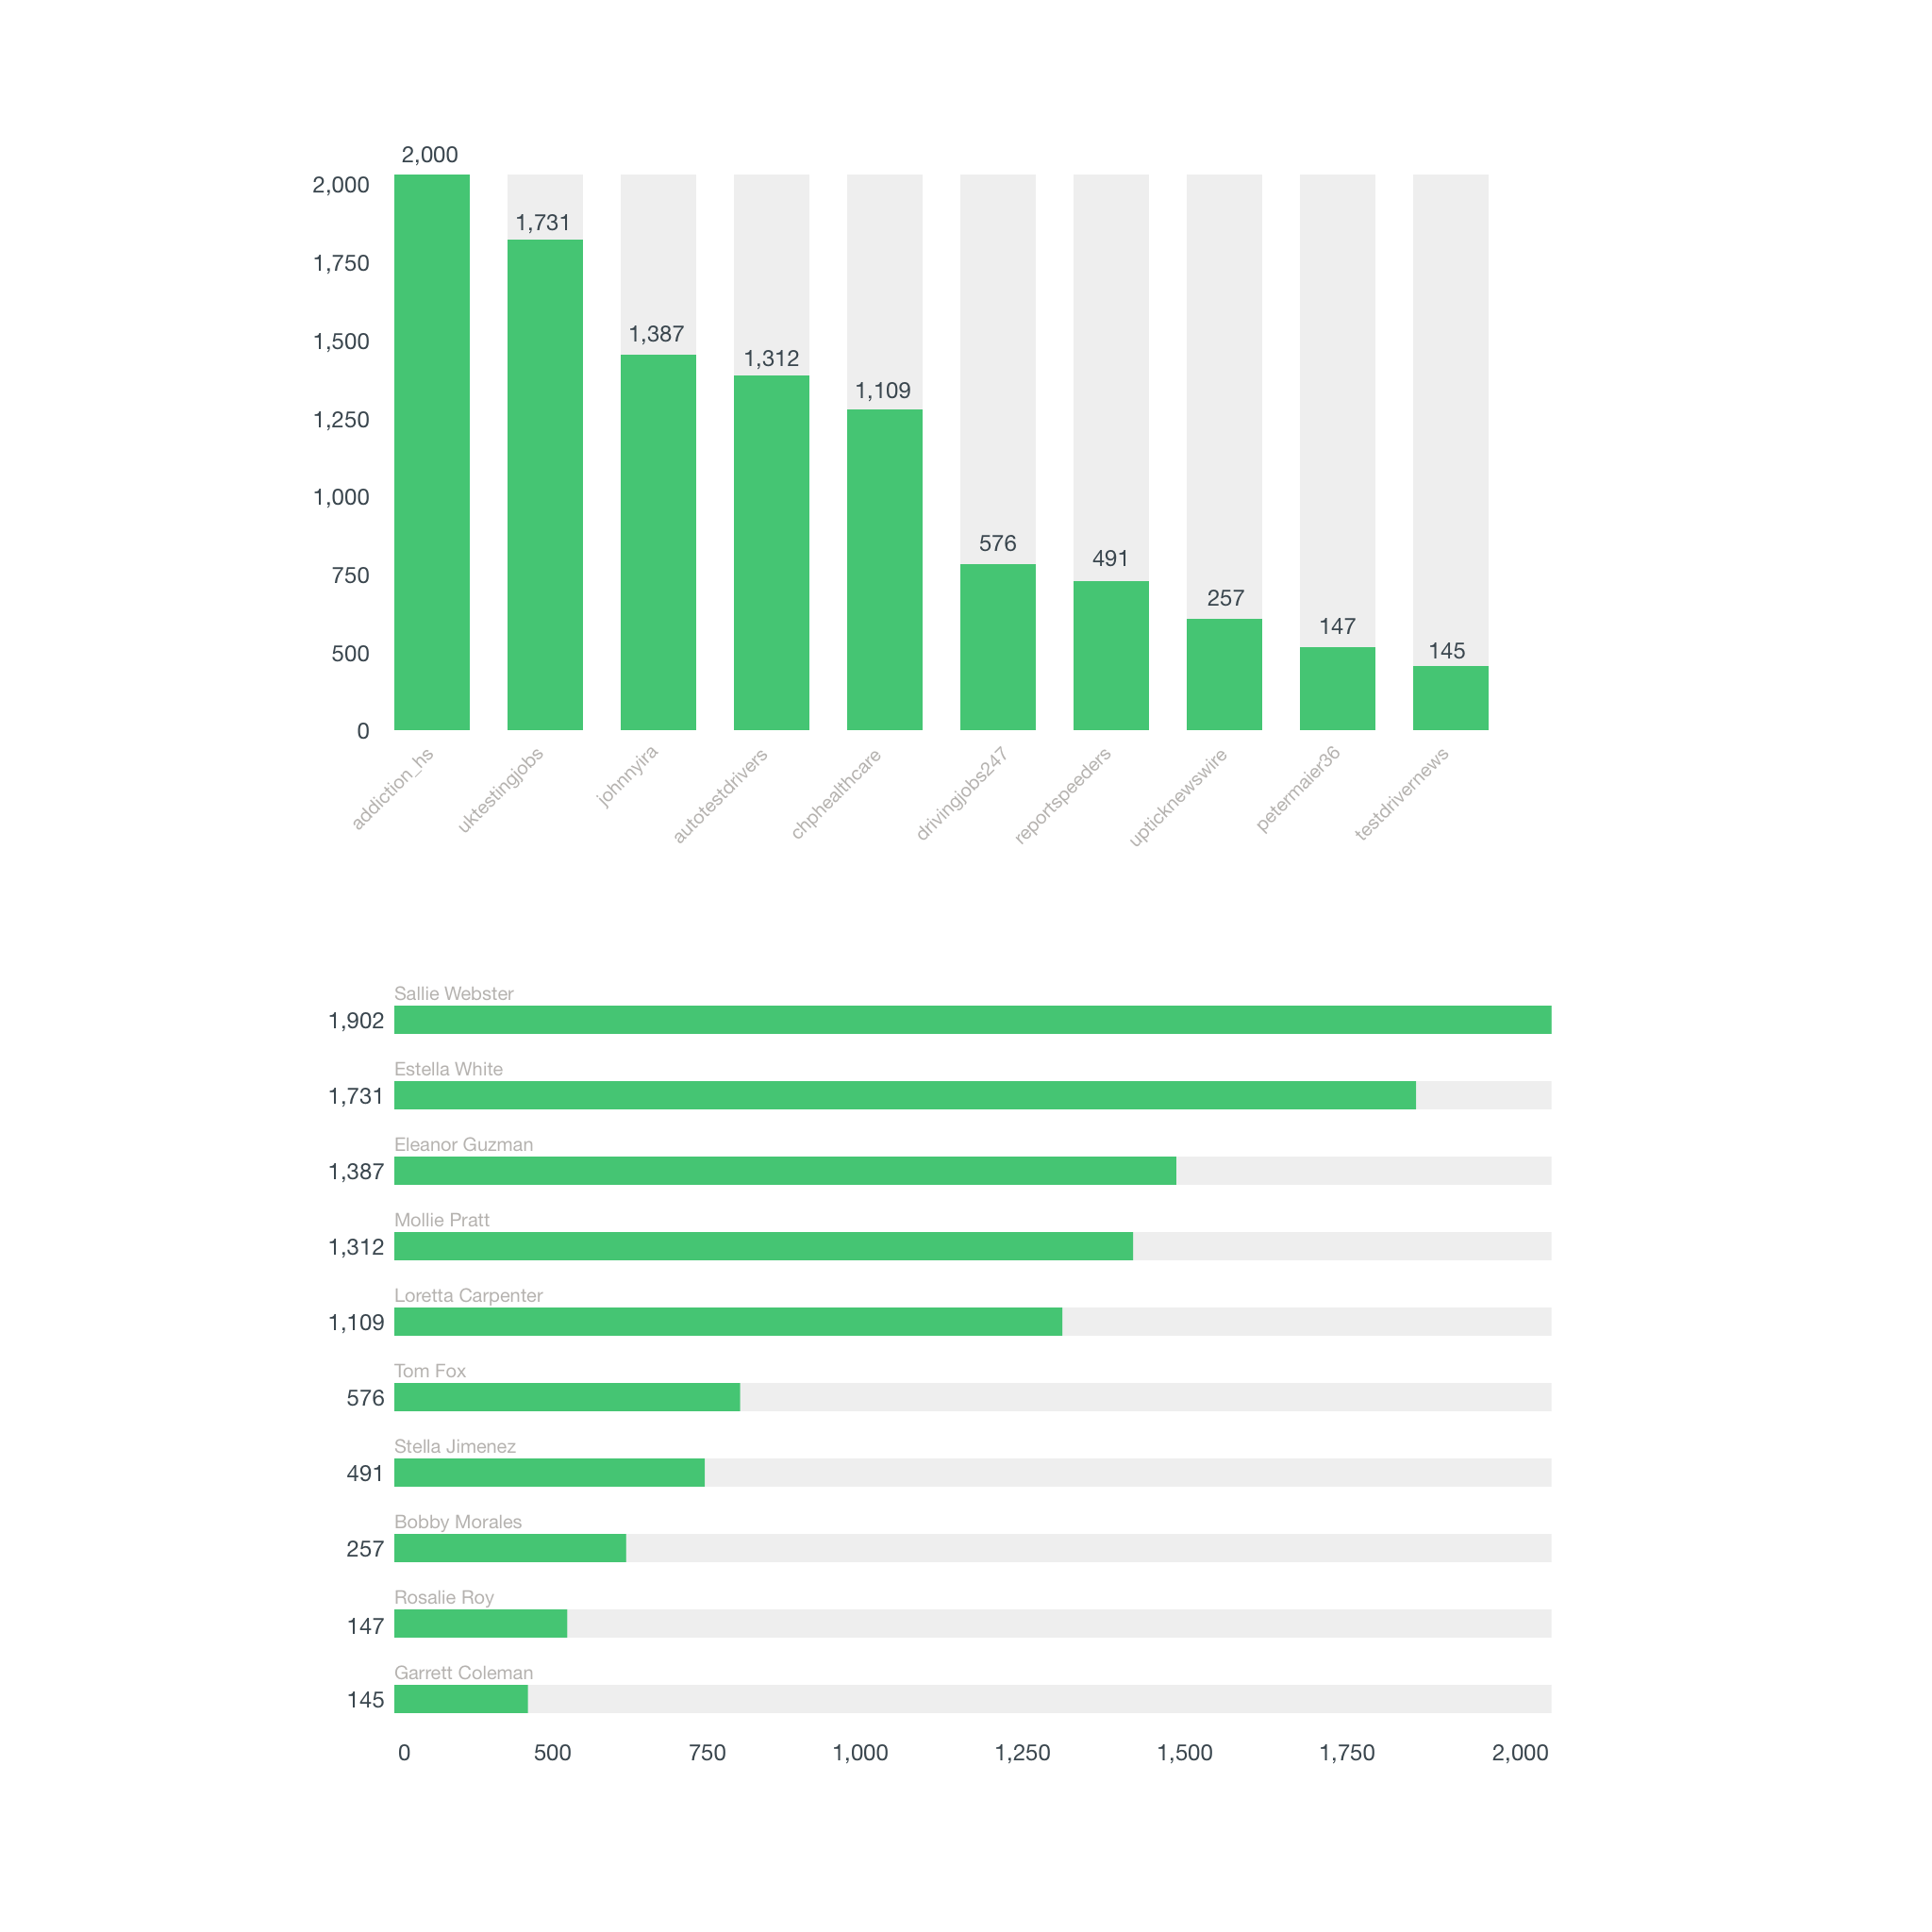 2,000
2,000
1,731
1,750
1,500
1,387
1,312
1,109
1,250
1,000
576
491
750
257
147
500
145
0
addiction_hs
uktestingjobs
johnnyira
autotestdrivers
chphealthcare
drivingjobs247
reportspeeders
upticknewswire
petermaier36
testdrivernews
Sallie Webster
1,902
Estella White
1,731
Eleanor Guzman
1,387
Mollie Pratt
1,312
Loretta Carpenter
1,109
Tom Fox
576
Stella Jimenez
491
Bobby Morales
257
Rosalie Roy
147
Garrett Coleman
145
0 500 750 1,000 1,250 1,500 1,750 2,000